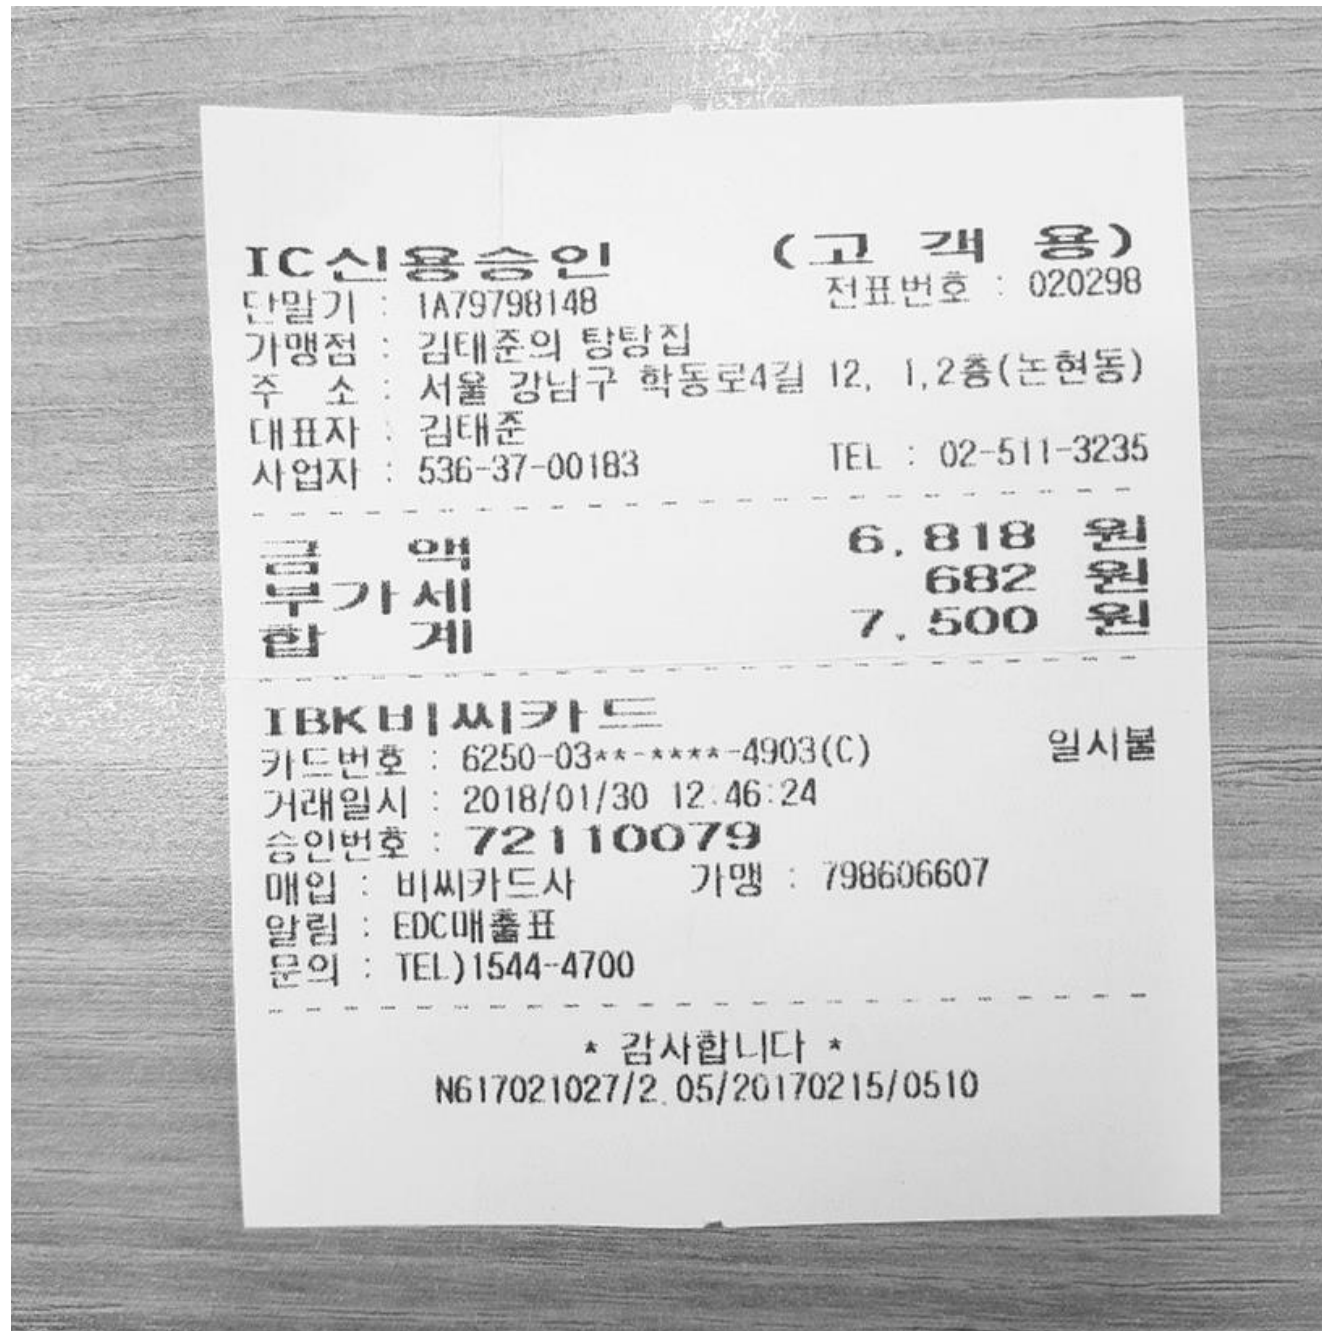 IC신용승인 (고 객 용)
단말기 : 1A79798148 전표번호 : 020298
가맹점 : 김태준의 탕탕집
주 소 : 서울 강남구 학동로4길 12, 1,2층(논현동)
대표자 : 김태준
사업자 : 536-37-00183 TEL : 02-511-3235
금 액 6,818 원
부가세 682 원
합 계 7,500 원
IBK비씨카드
카드번호 : 6250-03**-****-4903(C) 일시불
거래일시 : 2018/01/30 12:46:24
승인번호 : 72110079
매입 : 비씨카드사 가맹 : 798606607
알림 : EDC매출표
문의 : TEL)1544-4700
* 감사합니다 *
N617021027/2.05/20170215/0510